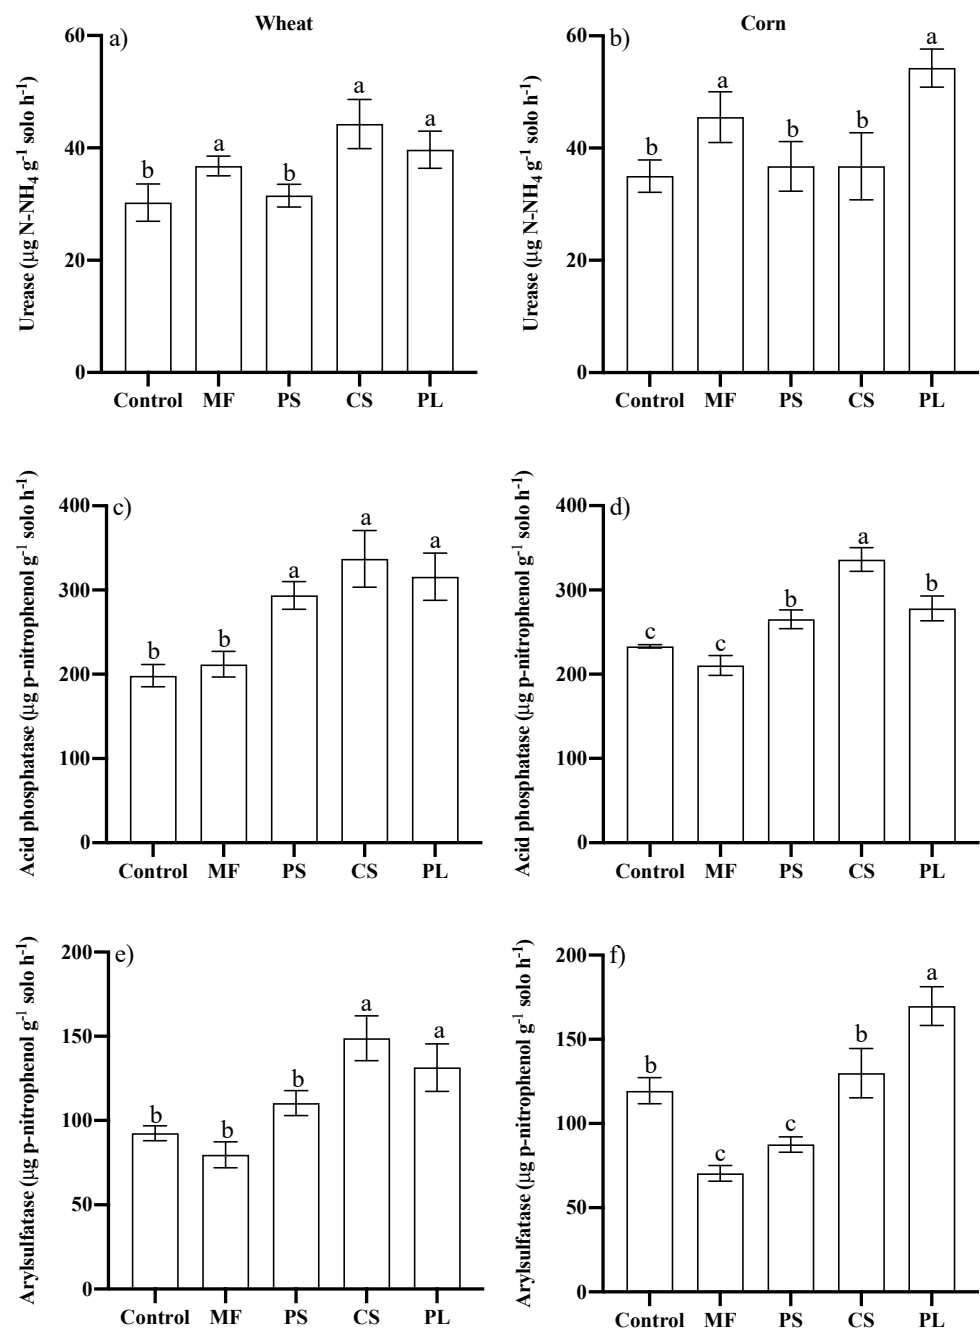 Wheat
a)
Urease (μg N-NH4 g-1 solo h-1)
60
40
20
0
b
a
b
a
a
Control MF PS CS PL
Corn
b)
Urease (μg N-NH4 g-1 solo h-1)
60
40
20
0
b
a
b
b
a
Control MF PS CS PL
c)
Acid phosphatase (μg p-nitrophenol g-1 solo h-1)
400
300
200
100
0
b
b
a
a
a
Control MF PS CS PL
d)
Acid phosphatase (μg p-nitrophenol g-1 solo h-1)
400
300
200
100
0
c
c
b
a
b
Control MF PS CS PL
e)
Arylsulfatase (μg p-nitrophenol g-1 solo h-1)
200
150
100
50
0
b
b
b
a
a
Control MF PS CS PL
f)
Arylsulfatase (μg p-nitrophenol g-1 solo h-1)
200
150
100
50
0
b
c
c
b
a
Control MF PS CS PL